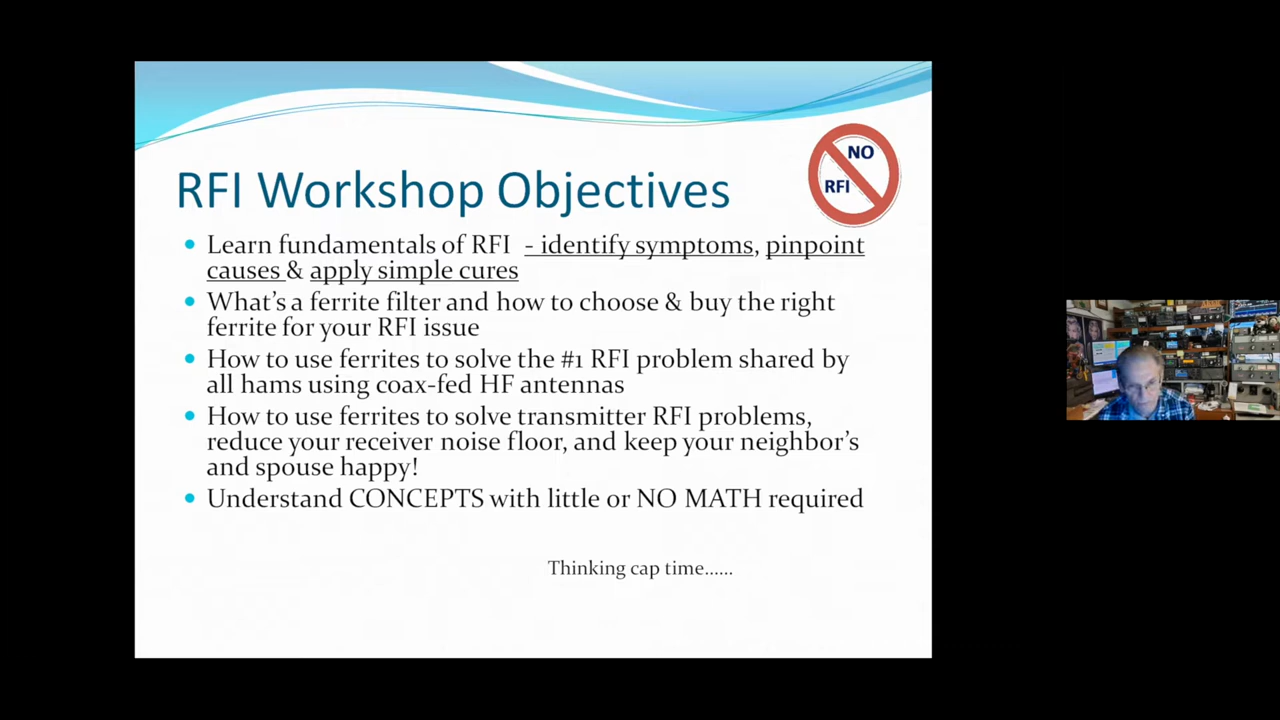 NO
RFI
RFI Workshop Objectives
Learn fundamentals of RFI - identify symptoms, pinpoint
causes & apply simple cures
What's a ferrite filter and how to choose & buy the right
ferrite for your RFI issue
How to use ferrites to solve the #1 RFI problem shared by
all hams using coax-fed HF antennas
How to use ferrites to solve transmitter RFI problems,
reduce your receiver noise floor, and keep your neighbor's
and spouse happy!
Understand CONCEPTS with little or NO MATH required
Thinking cap time......